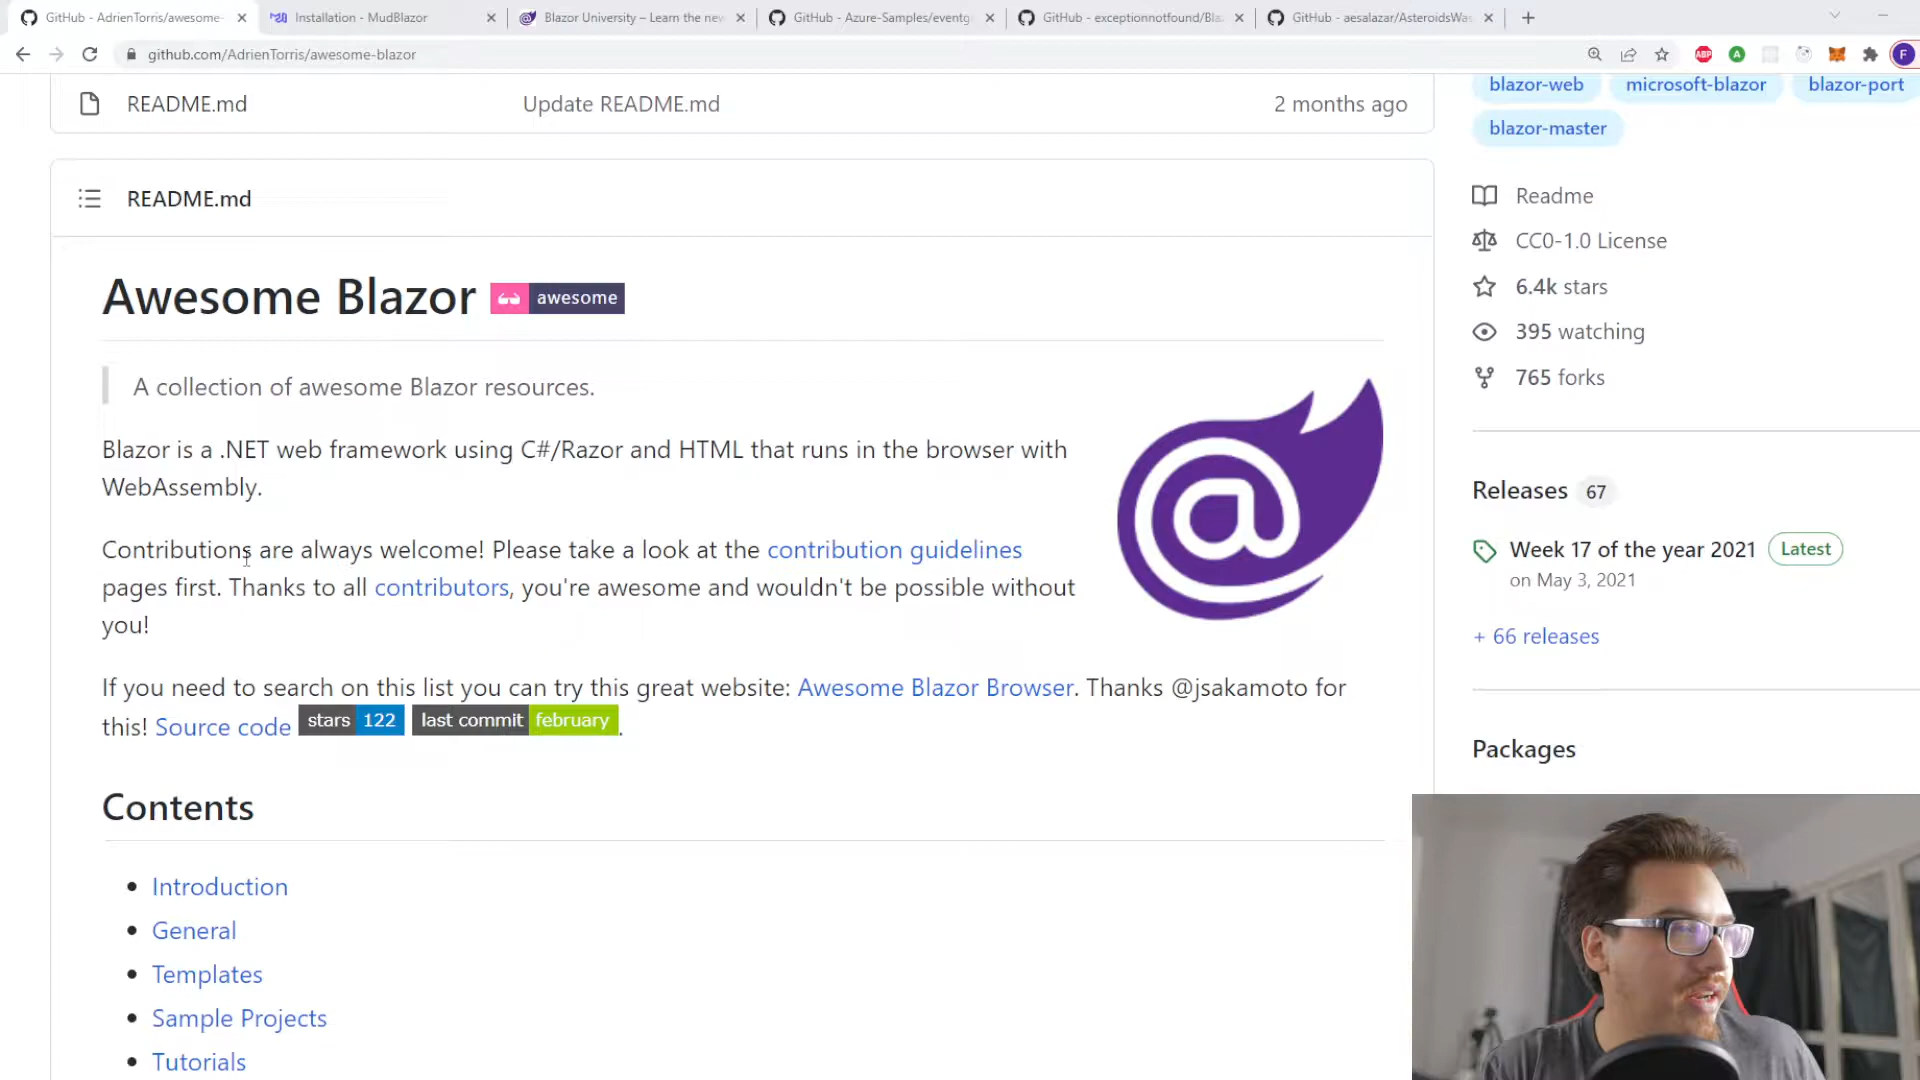 GitHub - AdrienTorris/awesome-
Installation - MudBlazor
Blazor University – Learn the new
GitHub - Azure-Samples/eventg
GitHub - exceptionnotfound/Bla
GitHub - aesalazar/AsteroidsWas
github.com/AdrienTorris/awesome-blazor
ABP
A
F
README.md
Update README.md
2 months ago
blazor-web
microsoft-blazor
blazor-port
blazor-master
README.md
Awesome Blazor
awesome
A collection of awesome Blazor resources.
Blazor is a .NET web framework using C#/Razor and HTML that runs in the browser with
WebAssembly.
Contributions are always welcome! Please take a look at the contribution guidelines
pages first. Thanks to all contributors, you're awesome and wouldn't be possible without
you!
If you need to search on this list you can try this great website: Awesome Blazor Browser. Thanks @jsakamoto for
this! Source code stars 122 last commit february.
Contents
Introduction
General
Templates
Sample Projects
Tutorials
Readme
CC0-1.0 License
6.4k stars
395 watching
765 forks
Releases 67
Week 17 of the year 2021 Latest
on May 3, 2021
+ 66 releases
Packages